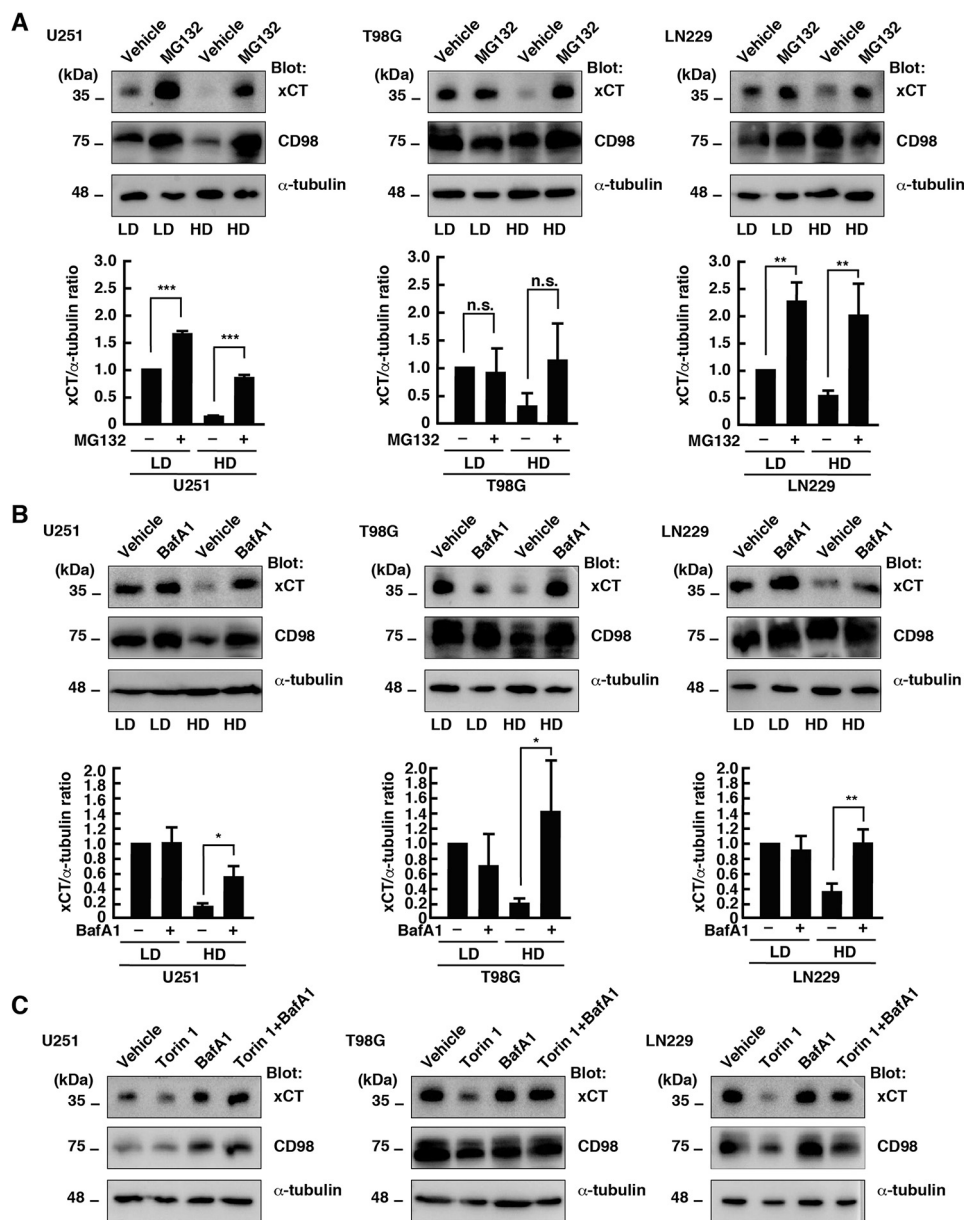 A
U251
Vehicle MG132 Vehicle MG132
(kDa) Blot:
35 xCT
75 CD98
48 α-tubulin
LD LD HD HD
xCT/α-tubulin ratio
3.0
2.5
2.0
1.5
1.0
0.5
0
*** ***
MG132 – + – +
LD HD
U251
T98G
Vehicle MG132 Vehicle MG132
(kDa) Blot:
35 xCT
75 CD98
48 α-tubulin
LD LD HD HD
xCT/α-tubulin ratio
3.0
2.5
2.0
1.5
1.0
0.5
0
n.s. n.s.
MG132 – + – +
LD HD
T98G
LN229
Vehicle MG132 Vehicle MG132
(kDa) Blot:
35 xCT
75 CD98
48 α-tubulin
LD LD HD HD
xCT/α-tubulin ratio
3.0
2.5
2.0
1.5
1.0
0.5
0
** **
MG132 – + – +
LD HD
LN229
B
U251
Vehicle BafA1 Vehicle BafA1
(kDa) Blot:
35 xCT
75 CD98
48 α-tubulin
LD LD HD HD
xCT/α-tubulin ratio
2.0
1.8
1.6
1.4
1.2
1.0
0.8
0.6
0.4
0.2
0
*
BafA1 – + – +
LD HD
U251
T98G
Vehicle BafA1 Vehicle BafA1
(kDa) Blot:
35 xCT
75 CD98
48 α-tubulin
LD LD HD HD
xCT/α-tubulin ratio
2.0
1.8
1.6
1.4
1.2
1.0
0.8
0.6
0.4
0.2
0
*
BafA1 – + – +
LD HD
T98G
LN229
Vehicle BafA1 Vehicle BafA1
(kDa) Blot:
35 xCT
75 CD98
48 α-tubulin
LD LD HD HD
xCT/α-tubulin ratio
2.0
1.8
1.6
1.4
1.2
1.0
0.8
0.6
0.4
0.2
0
**
BafA1 – + – +
LD HD
LN229
C
U251
Vehicle Torin 1 BafA1 Torin 1+BafA1
(kDa) Blot:
35 xCT
75 CD98
48 α-tubulin
T98G
Vehicle Torin 1 BafA1 Torin 1+BafA1
(kDa) Blot:
35 xCT
75 CD98
48 α-tubulin
LN229
Vehicle Torin 1 BafA1 Torin 1+BafA1
(kDa) Blot:
35 xCT
75 CD98
48 α-tubulin